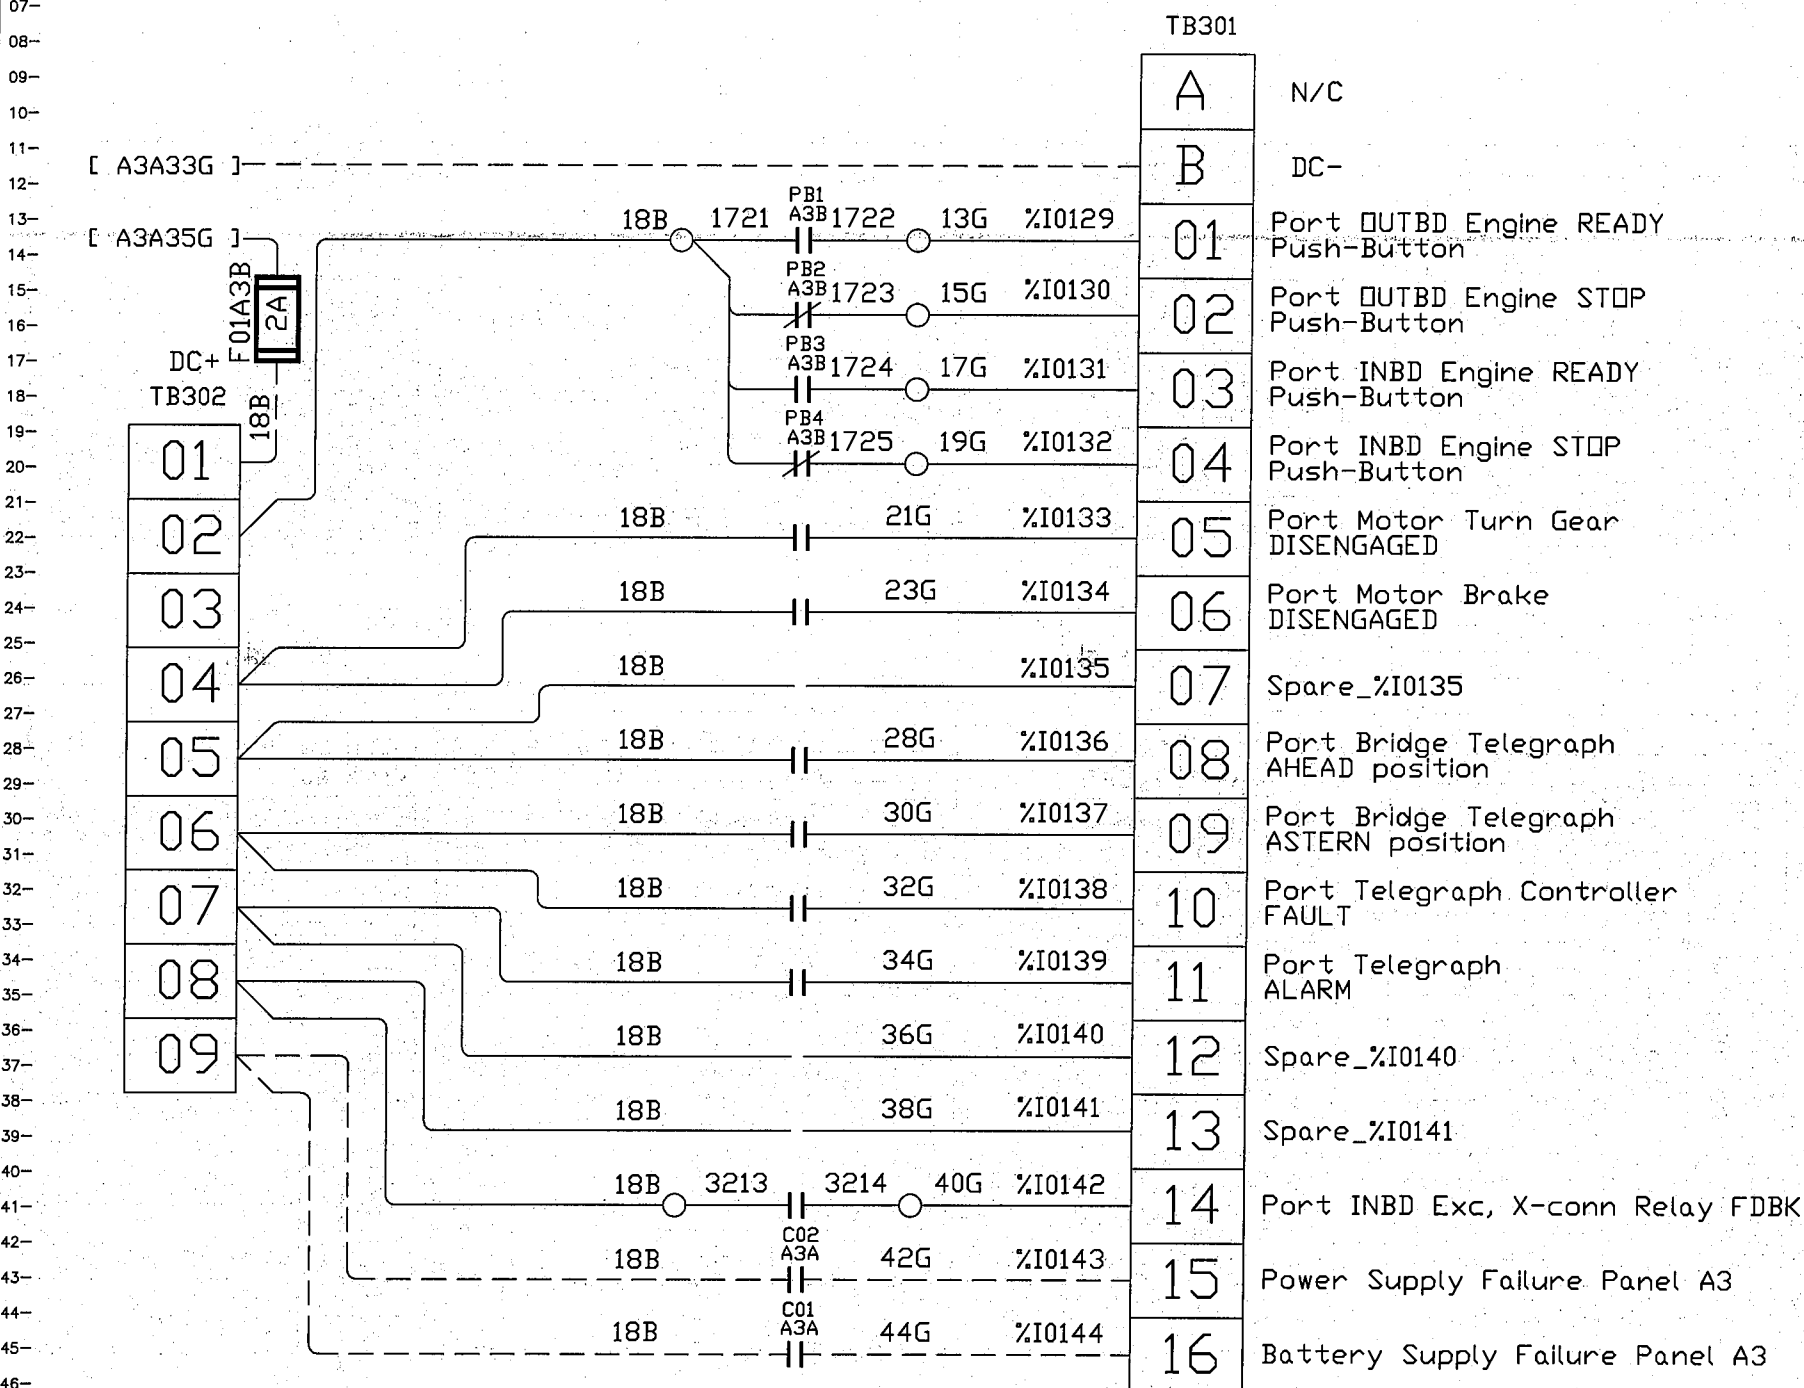 07-
TB301
08-
09-
A N/C
10-
11-
[ A3A33G ] B DC-
12-
PB1
13- 18B 1721 A3B 1722 13G %I0129 01 Port OUTBD Engine READY
[ A3A35G ] Push-Button
14-
PB2
15- A3B 1723 15G %I0130 02 Port OUTBD Engine STOP
F01A3B 2A Push-Button
16-
PB3
17- DC+ A3B 1724 17G %I0131 03 Port INBD Engine READY
TB302 Push-Button
18- 18B
PB4
19- A3B 1725 19G %I0132 04 Port INBD Engine STOP
01 Push-Button
20-
21-
02 18B 21G %I0133 05 Port Motor Turn Gear
22- DISENGAGED
23-
03 18B 23G %I0134 06 Port Motor Brake
24- DISENGAGED
25-
04 18B %I0135 07 Spare_%I0135
26-
27-
05 18B 28G %I0136 08 Port Bridge Telegraph
28- AHEAD position
29-
30-
06 18B 30G %I0137 09 Port Bridge Telegraph
31- ASTERN position
32-
07 18B 32G %I0138 10 Port Telegraph Controller
33- FAULT
34-
08 18B 34G %I0139 11 Port Telegraph
35- ALARM
36-
09 18B 36G %I0140 12 Spare_%I0140
37-
38-
18B 38G %I0141 13 Spare_%I0141
39-
40-
18B 3213 3214 40G %I0142 14 Port INBD Exc, X-conn Relay FDBK
41-
42- C02
A3A
18B 42G %I0143 15 Power Supply Failure Panel A3
43-
44- C01
A3A
18B 44G %I0144 16 Battery Supply Failure Panel A3
45-
46-